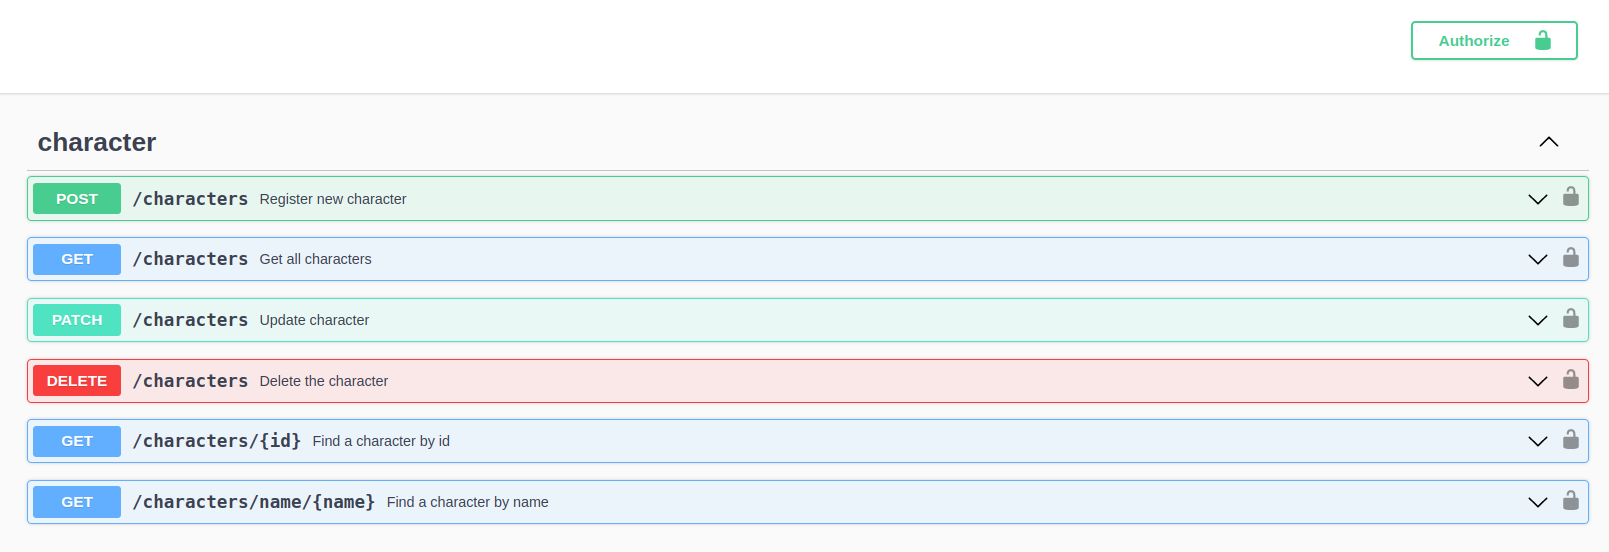 Authorize
character
POST /characters Register new character
GET /characters Get all characters
PATCH /characters Update character
DELETE /characters Delete the character
GET /characters/{id} Find a character by id
GET /characters/name/{name} Find a character by name